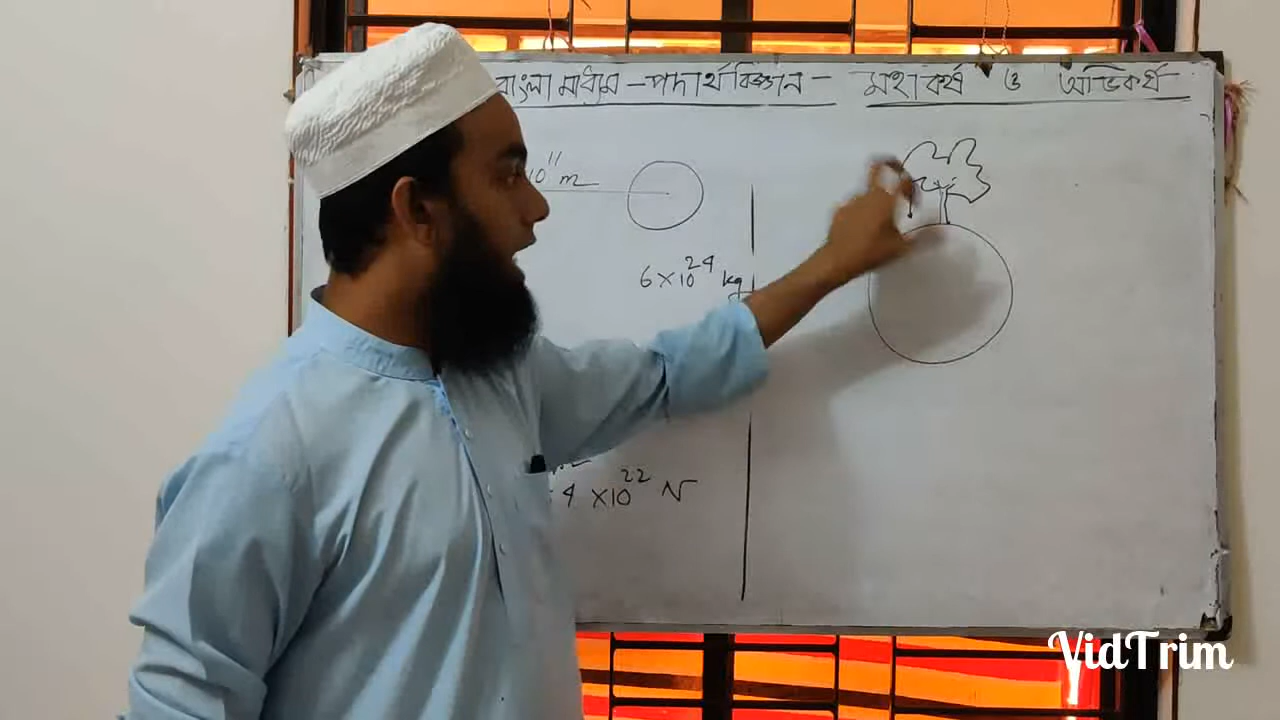 বাংলা মাধ্যম – পদার্থবিজ্ঞান – মহাকর্ষ ও অভিকর্ষ
10¹¹ m
6 × 10²⁴ kg
4 × 10²² N
VidTrim